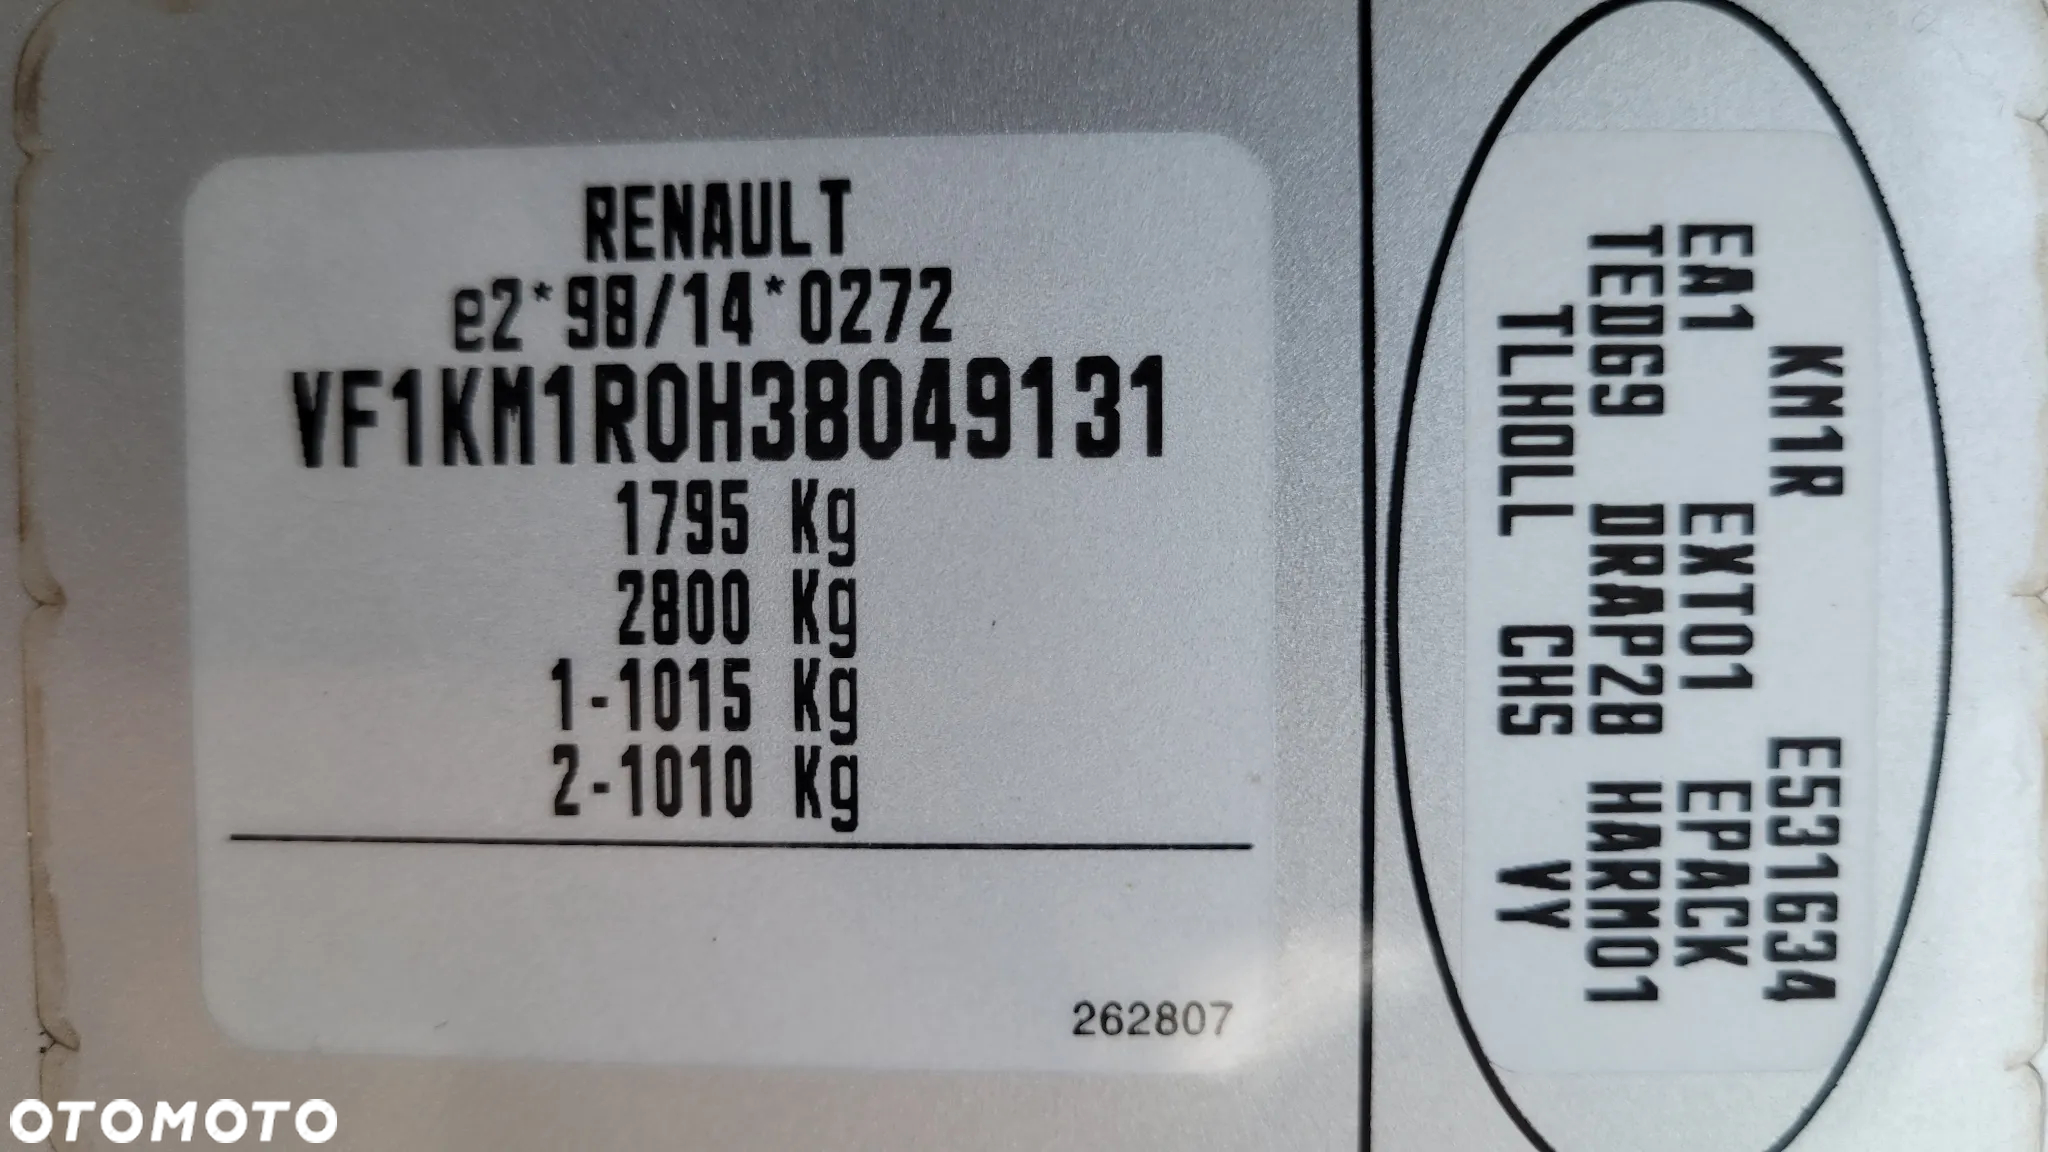 RENAULT
e2*98/14*0272
VF1KM1R0H38049131
1795 Kg
2800 Kg
1-1015 Kg
2-1010 Kg
262807
KM1R E531634
EA1 EXT01 EPACK
TED69 DRAP28 HARM01
TLHOLL CHS VY
OTOMOTO